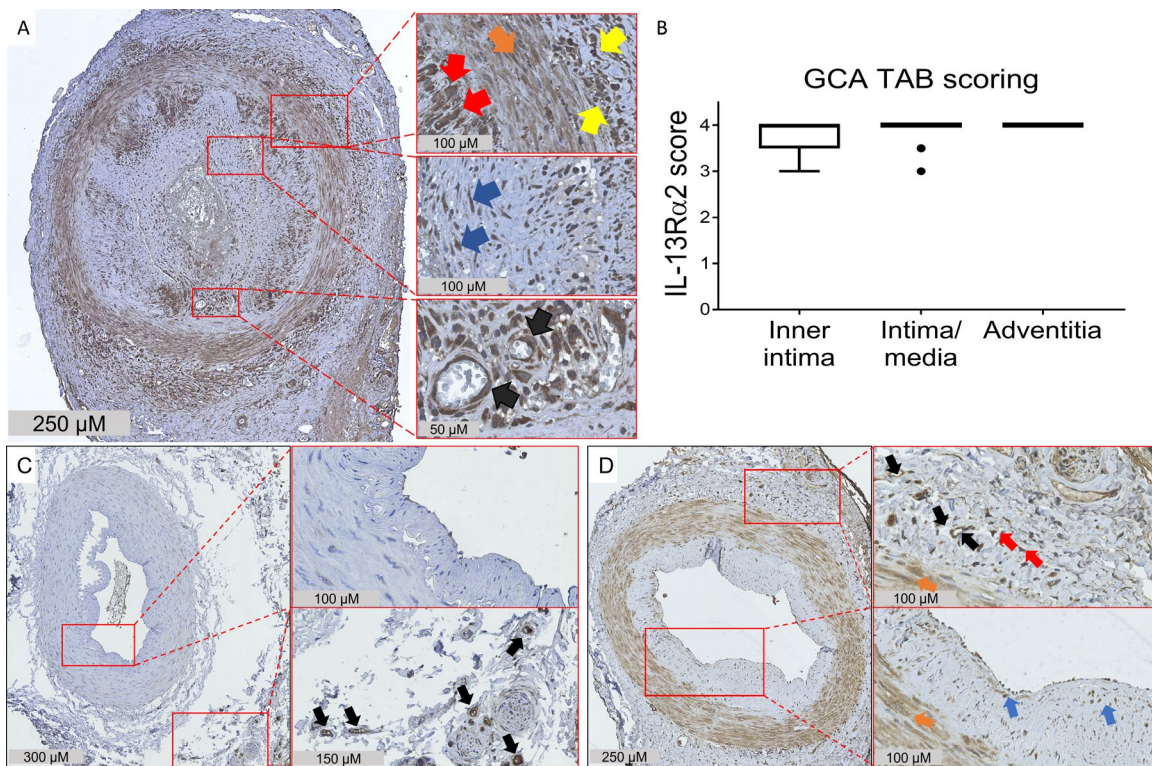 A
100 µM
100 µM
250 µM
50 µM
B
GCA TAB scoring
IL-13Rα2 score
4
3
2
1
0
Inner
intima
Intima/
media
Adventitia
C
100 µM
300 µM
150 µM
D
100 µM
250 µM
100 µM